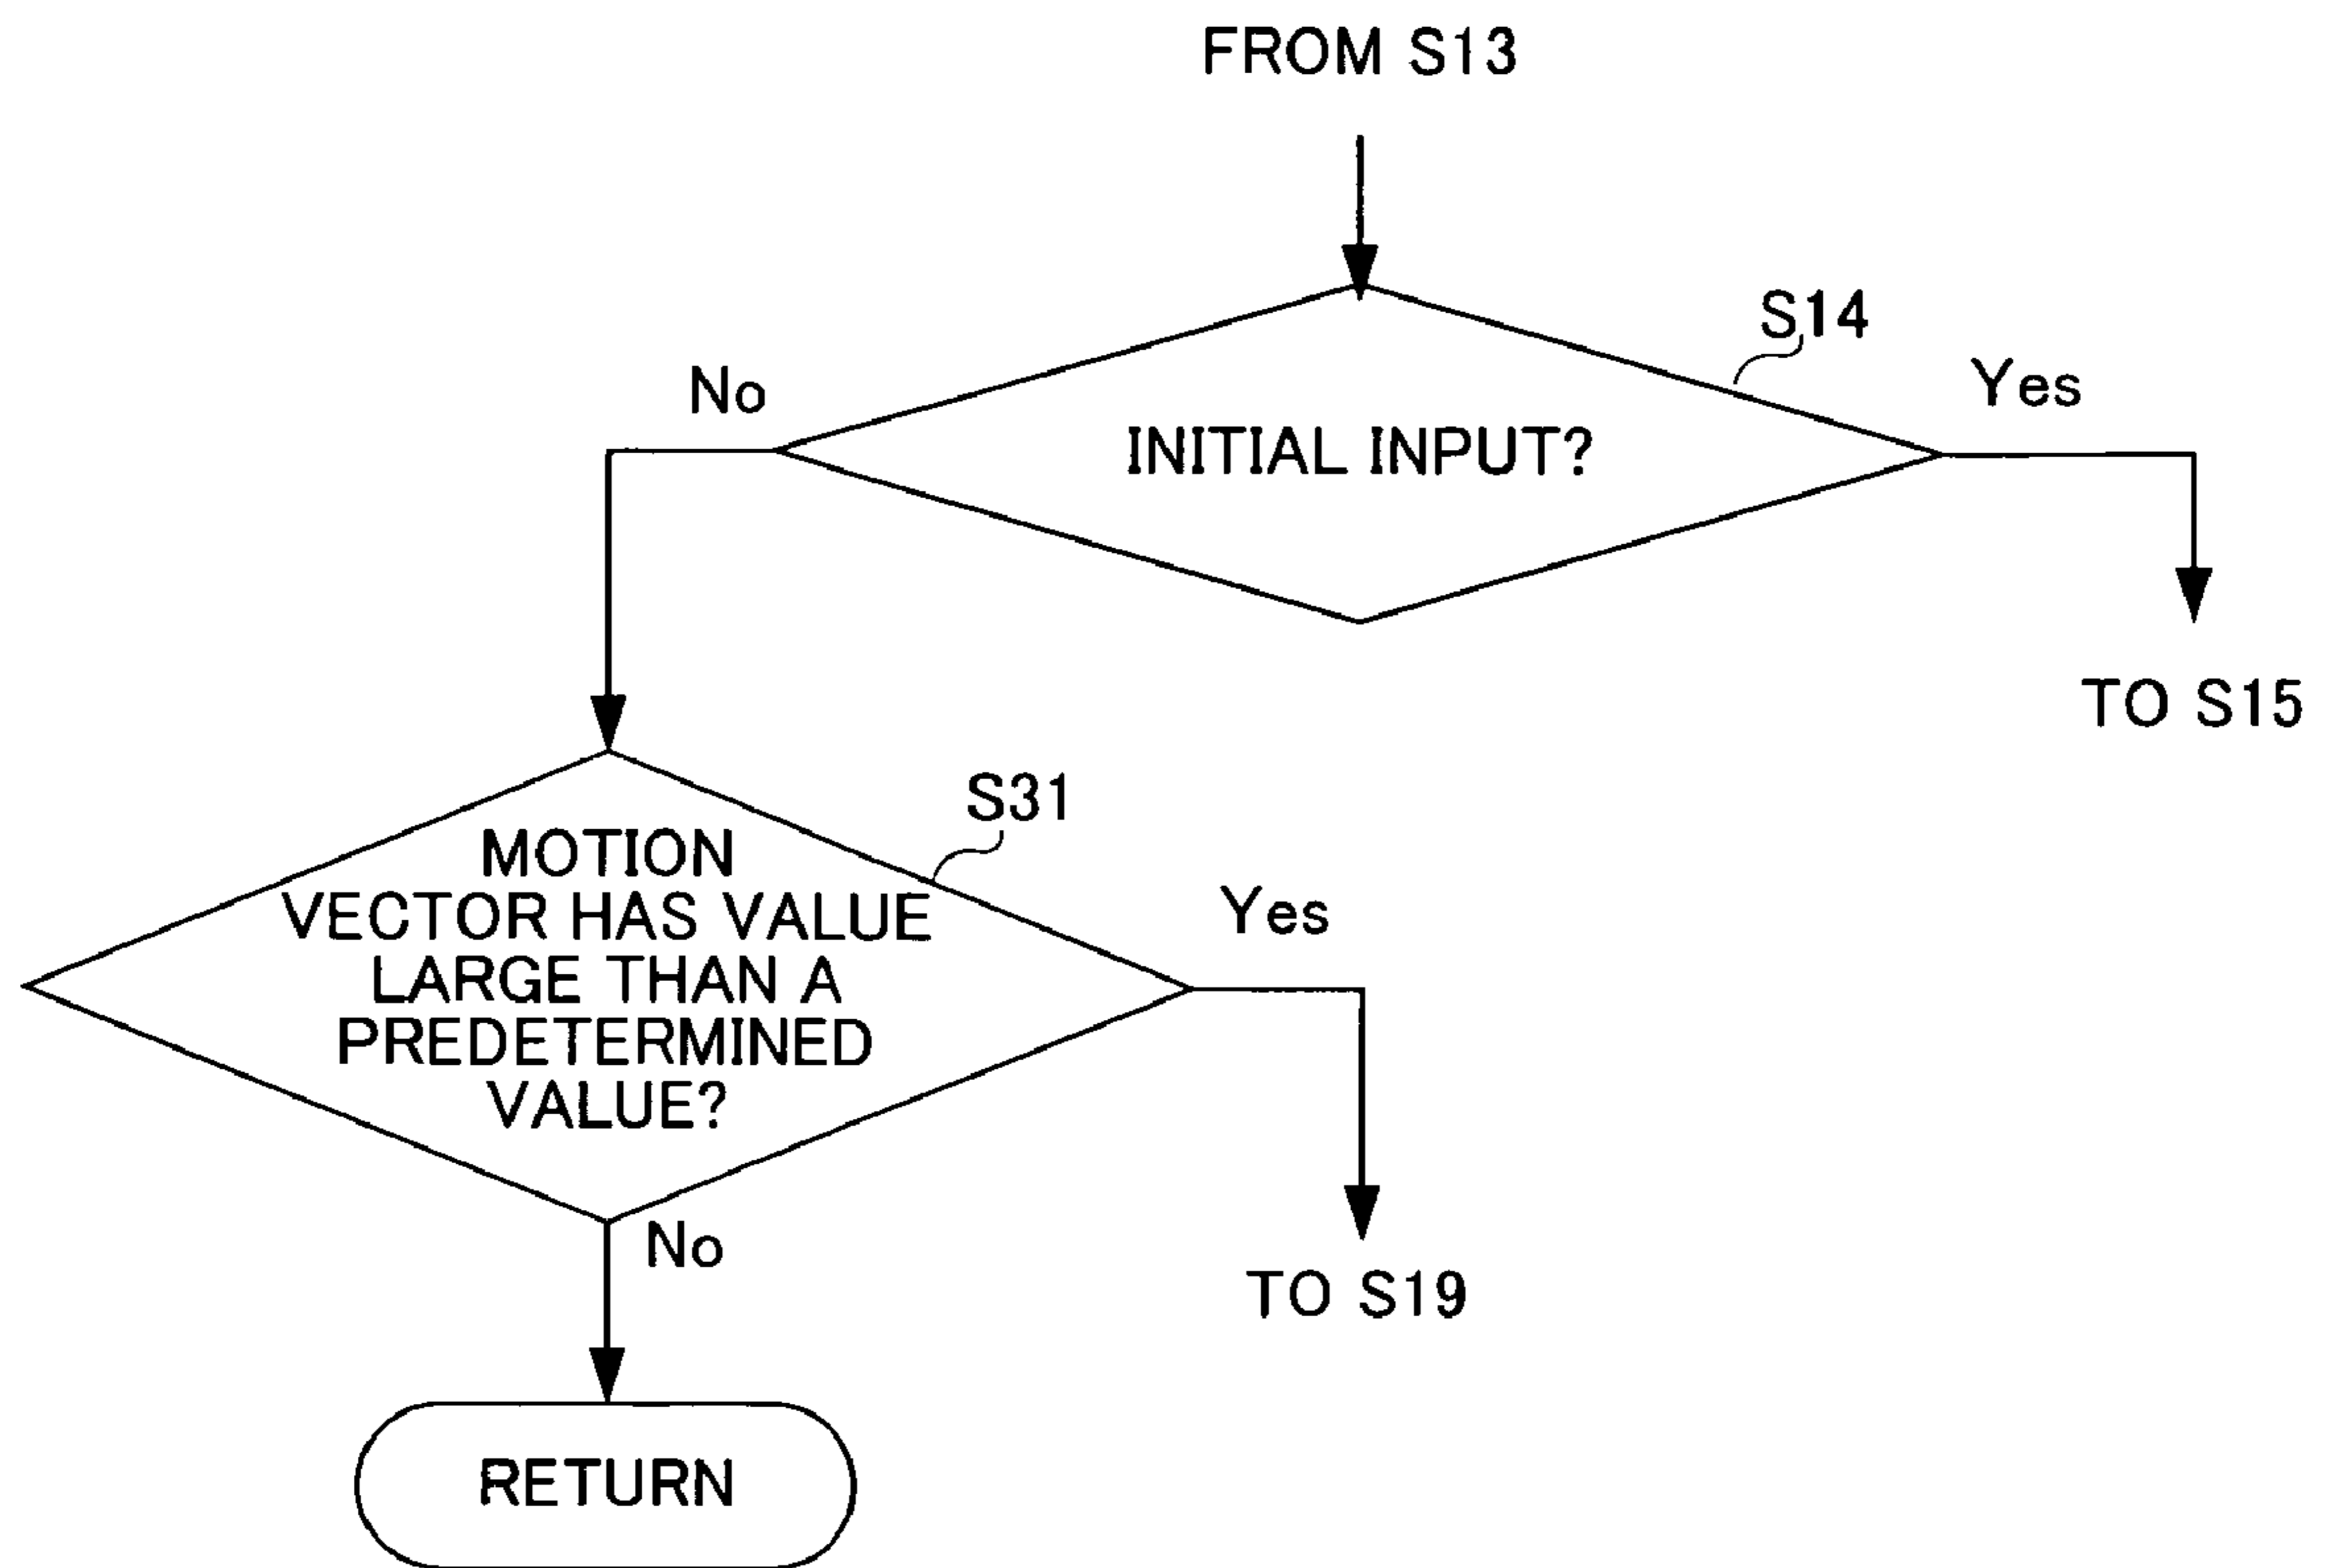 FROM S13
S14
No
Yes
INITIAL INPUT?
TO S15
S31
MOTION
VECTOR HAS VALUE
LARGE THAN A
PREDETERMINED
VALUE?
Yes
No
TO S19
RETURN